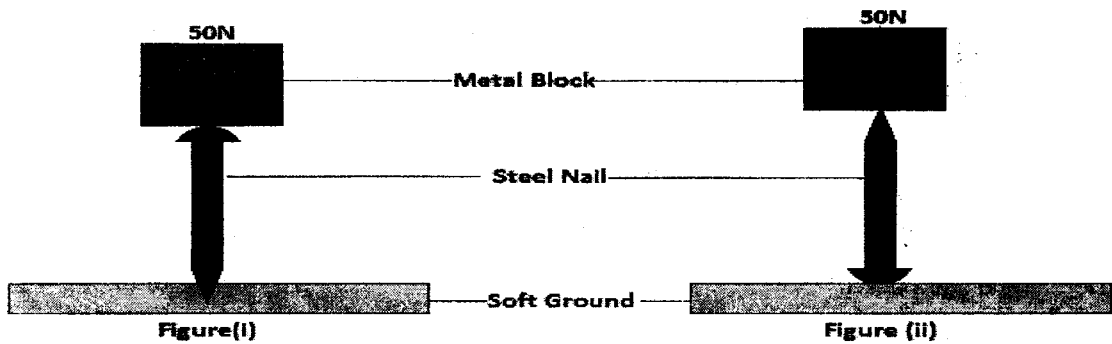 50N
50N
Metal Block
Steel Nail
Soft Ground
Figure(i)
Figure (ii)